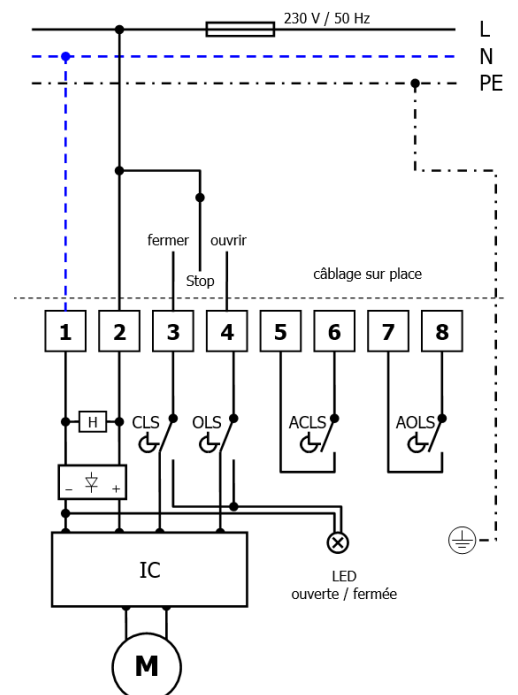 230 V / 50 Hz
L
N
PE
fermer
ouvrir
Stop
câblage sur place
1 2 3 4 5 6 7 8
H
CLS
OLS
ACLS
AOLS
– +
IC
LED
ouverte / fermée
M